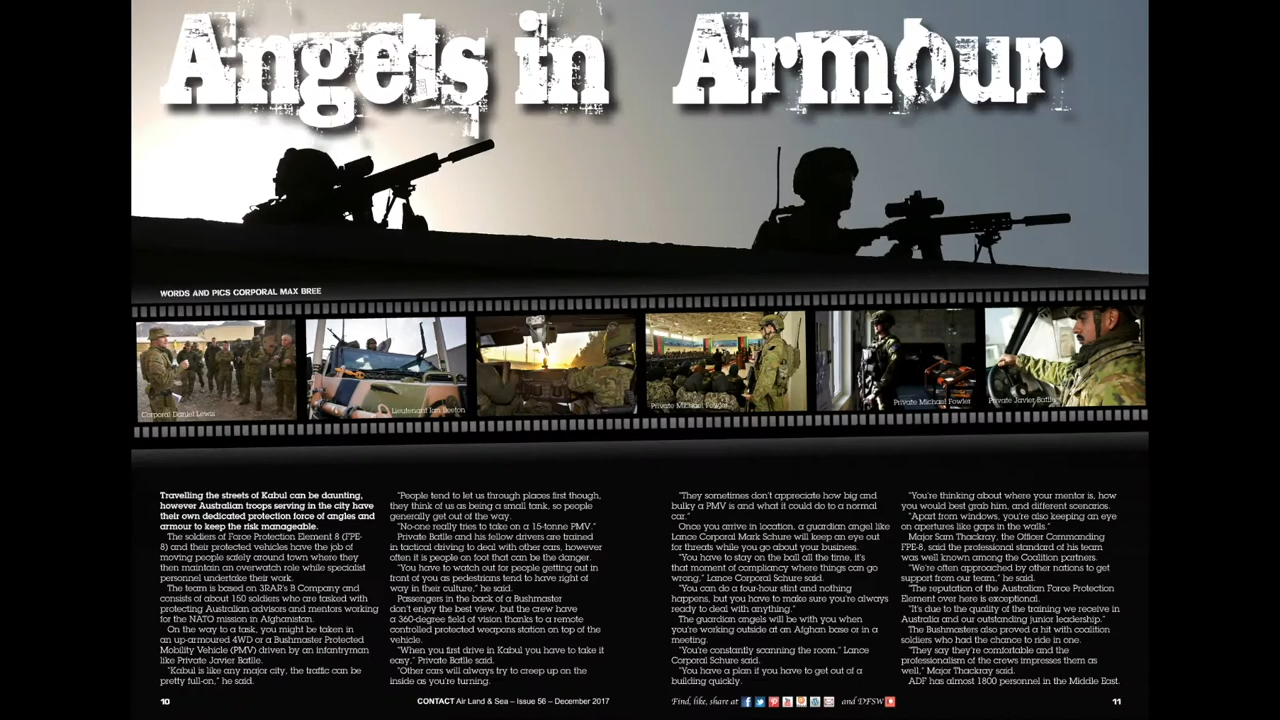 Angels in Armour
WORDS AND PICS CORPORAL MAX BREE
Corporal Daniel Lewis
Lieutenant Ian Seeton
Private Michael Fowler
Private Michael Fowler
Private Javier Batlle
Travelling the streets of Kabul can be daunting,
however Australian troops serving in the city have
their own dedicated protection force of angles and
armour to keep the risk manageable.
The soldiers of Force Protection Element 8 (FPE-
8) and their protected vehicles have the job of
moving people safely around town where they
then maintain an overwatch role while specialist
personnel undertake their work.
The team is based on 3RAR's B Company and
consists of about 150 soldiers who are tasked with
protecting Australian advisors and mentors working
for the NATO mission in Afghanistan.
On the way to a task, you might be taken in
an up-armoured 4WD or a Bushmaster Protected
Mobility Vehicle (PMV) driven by an infantryman
like Private Javier Batlle.
"Kabul is like any major city, the traffic can be
pretty full-on," he said.
"People tend to let us through places first though,
they think of us as being a small tank, so people
generally get out of the way.
"No-one really tries to take on a 15-tonne PMV."
Private Batlle and his fellow drivers are trained
in tactical driving to deal with other cars, however
often it is people on foot that can be the danger.
"You have to watch out for people getting out in
front of you as pedestrians tend to have right of
way in their culture," he said.
Passengers in the back of a Bushmaster
don't enjoy the best view, but the crew have
a 360-degree field of vision thanks to a remote
controlled protected weapons station on top of the
vehicle.
"When you first drive in Kabul you have to take it
easy," Private Batlle said.
"Other cars will always try to creep up on the
inside as you're turning.
"They sometimes don't appreciate how big and
bulky a PMV is and what it could do to a normal
car."
Once you arrive in location, a guardian angel like
Lance Corporal Mark Schure will keep an eye out
for threats while you go about your business.
"You have to stay on the ball all the time, it's
that moment of compliancy where things can go
wrong," Lance Corporal Schure said.
"You can do a four-hour stint and nothing
happens, but you have to make sure you're always
ready to deal with anything."
The guardian angels will be with you when
you're working outside at an Afghan base or in a
meeting.
"You're constantly scanning the room," Lance
Corporal Schure said.
"You have a plan if you have to get out of a
building quickly.
"You're thinking about where your mentor is, how
you would best grab him, and different scenarios.
"Apart from windows, you're also keeping an eye
on apertures like gaps in the walls."
Major Sam Thackray, the Officer Commanding
FPE-8, said the professional standard of his team
was well known among the Coalition partners.
"We're often approached by other nations to get
support from our team," he said.
"The reputation of the Australian Force Protection
Element over here is exceptional.
"It's due to the quality of the training we receive in
Australia and our outstanding junior leadership."
The Bushmasters also proved a hit with coalition
soldiers who had the chance to ride in one.
"They say they're comfortable and the
professionalism of the crews impresses them as
well," Major Thackray said.
ADF has almost 1800 personnel in the Middle East.
10
CONTACT Air Land & Sea – Issue 56 – December 2017
Find, like, share at
and DFSW
11